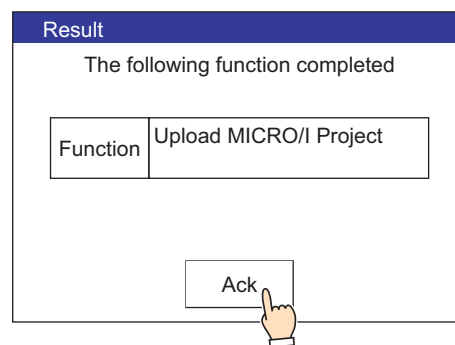 Result
The following function completed
Function Upload MICRO/I Project
Ack